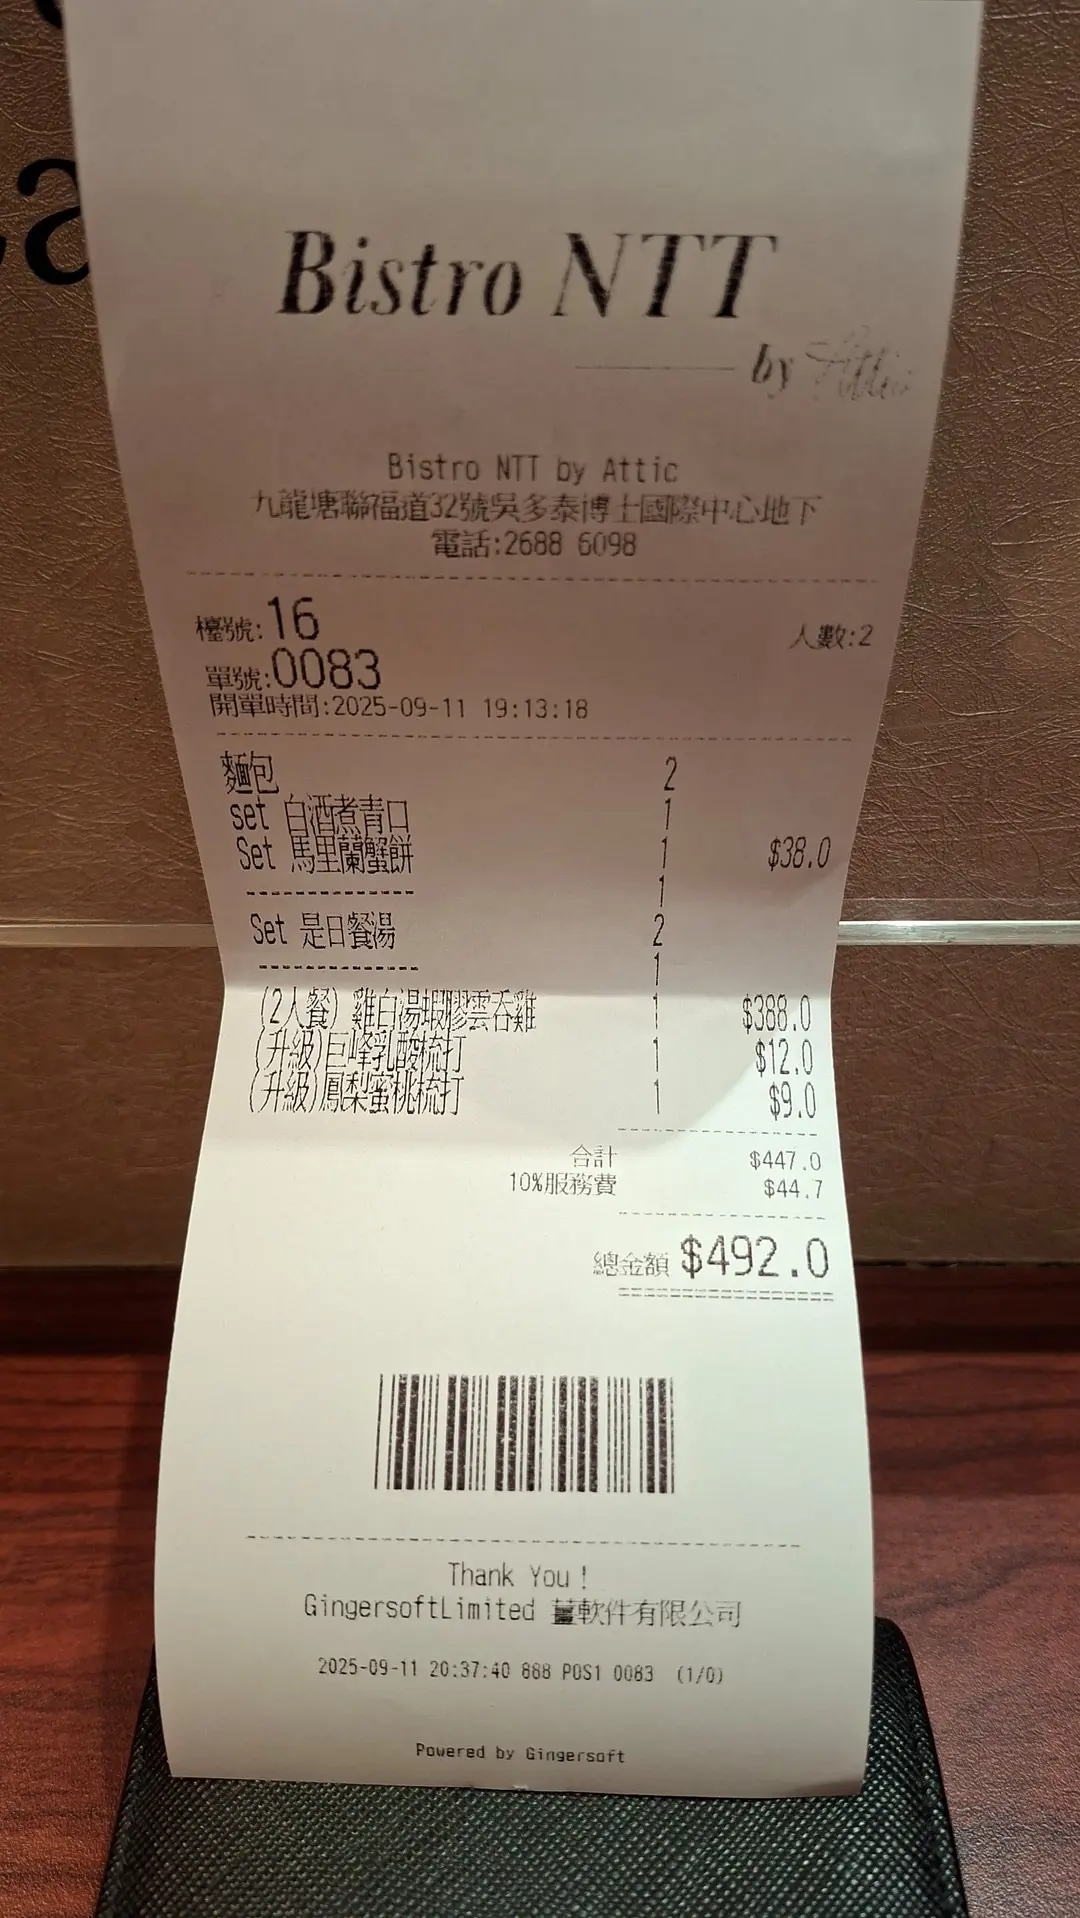 ca
Bistro NTT
by Attic
Bistro NTT by Attic
九龍塘聯福道32號吳多泰博士國際中心地下
電話:2688 6098
檯號:16 人數:2
單號:0083
開單時間:2025-09-11 19:13:18
麵包 2
set 白酒煮青口 1
Set 馬里蘭蟹餅 1 $38.0
---------------- 1
Set 是日餐湯 2
---------------- 1
(2人餐) 雞白湯蝦膠雲吞雞 1 $388.0
(升級)巨峰乳酸梳打 1 $12.0
(升級)鳳梨蜜桃梳打 1 $9.0
合計 $447.0
10%服務費 $44.7
總金額 $492.0
Thank You !
GingersoftLimited 薑軟件有限公司
2025-09-11 20:37:40 888 POS1 0083 (1/0)
Powered by Gingersoft